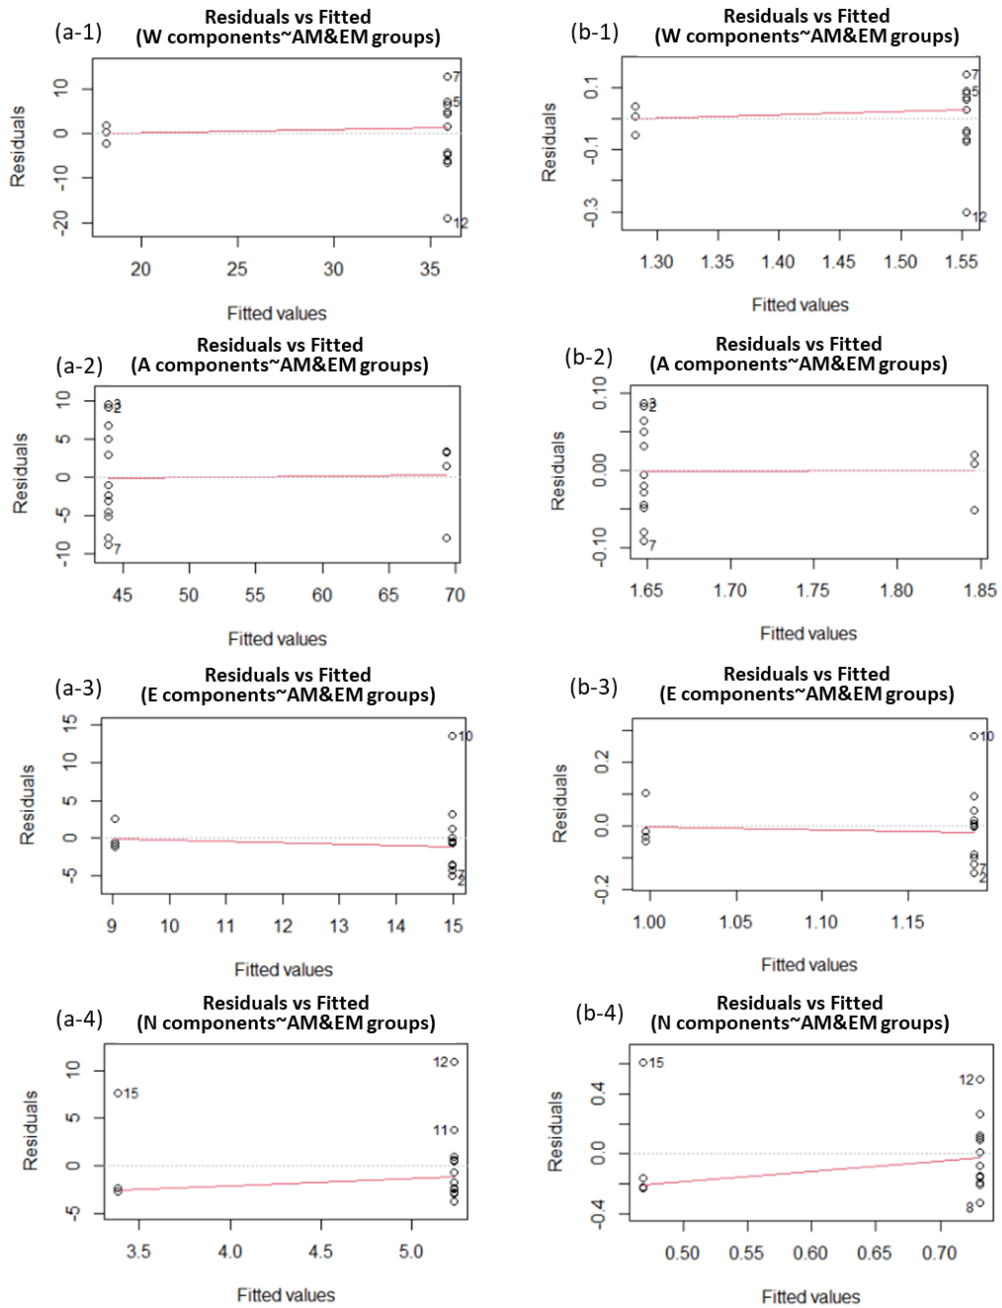 (a-1)
Residuals vs Fitted
(W components~AM&EM groups)
Residuals
10
0
-10
-20
7
5
12
20
25
30
35
Fitted values
(b-1)
Residuals vs Fitted
(W components~AM&EM groups)
Residuals
0.1
-0.1
-0.3
7
5
12
1.30
1.35
1.40
1.45
1.50
1.55
Fitted values
(a-2)
Residuals vs Fitted
(A components~AM&EM groups)
Residuals
10
5
0
-5
-10
3
2
7
45
50
55
60
65
70
Fitted values
(b-2)
Residuals vs Fitted
(A components~AM&EM groups)
Residuals
0.10
0.00
-0.10
3
2
7
1.65
1.70
1.75
1.80
1.85
Fitted values
(a-3)
Residuals vs Fitted
(E components~AM&EM groups)
Residuals
15
10
5
0
-5
10
7
2
9
10
11
12
13
14
15
Fitted values
(b-3)
Residuals vs Fitted
(E components~AM&EM groups)
Residuals
0.2
0.0
-0.2
10
7
2
1.00
1.05
1.10
1.15
Fitted values
(a-4)
Residuals vs Fitted
(N components~AM&EM groups)
Residuals
10
5
0
-5
15
12
11
3.5
4.0
4.5
5.0
Fitted values
(b-4)
Residuals vs Fitted
(N components~AM&EM groups)
Residuals
0.4
0.0
-0.4
15
12
8
0.50
0.55
0.60
0.65
0.70
Fitted values